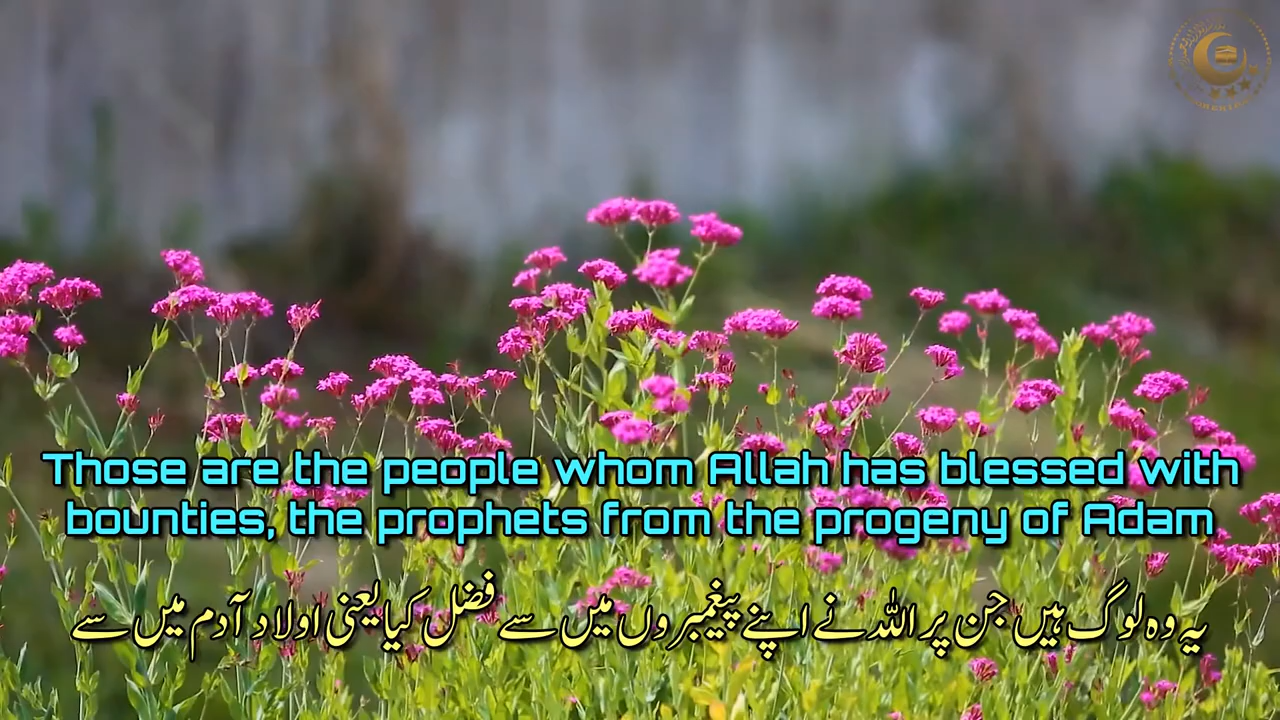 Those are the people whom Allah has blessed with
bounties, the prophets from the progeny of Adam
یہ وہ لوگ ہیں جن پر اللہ نے اپنے پیغمبروں میں سے فضل کیا یعنی اولاد آدم میں سے